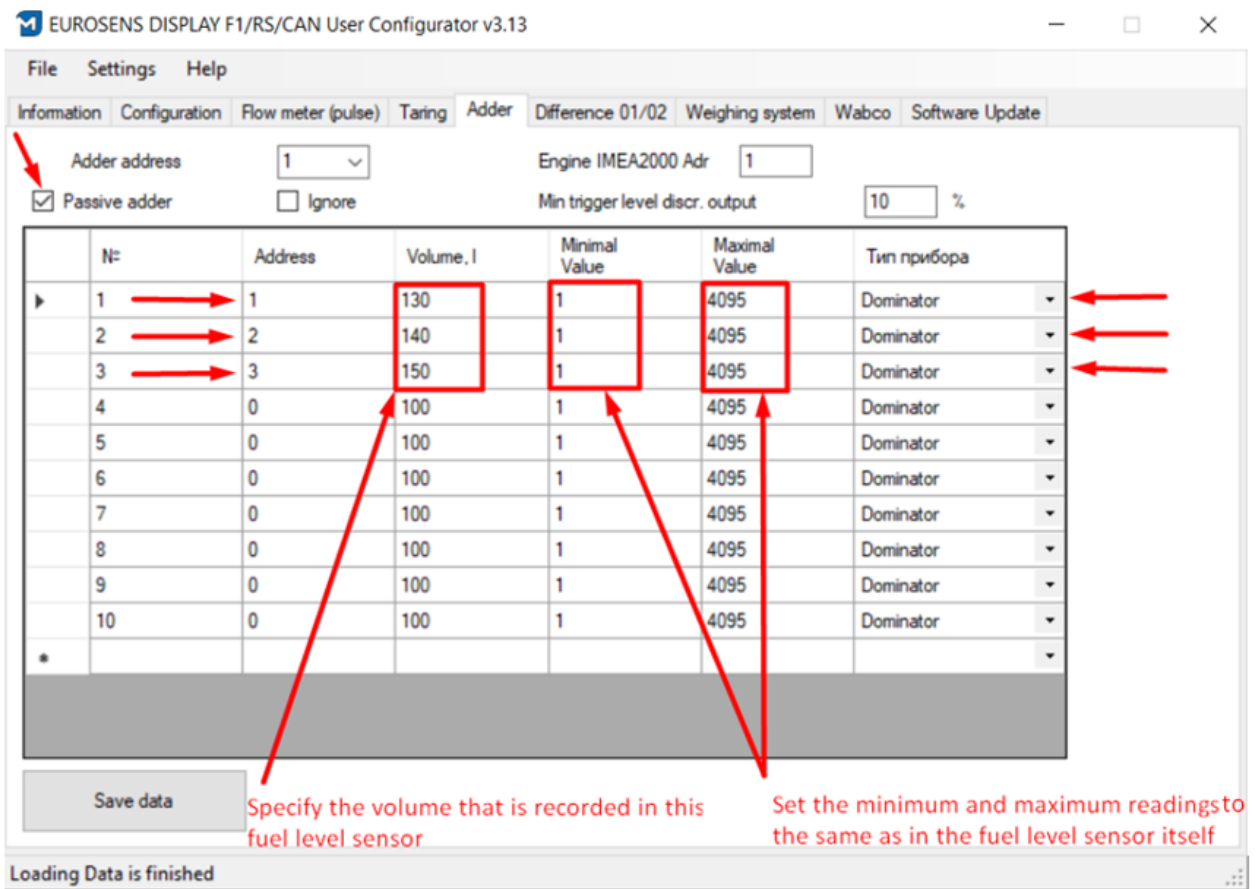 EUROSENS DISPLAY F1/RS/CAN User Configurator v3.13
File Settings Help
Information Configuration Flow meter (pulse) Taring Adder Difference 01/02 Weighing system Wabco Software Update
Adder address 1 Engine IMEA2000 Adr 1
Passive adder Ignore Min trigger level discr. output 10 %
№ Address Volume, l Minimal Value Maximal Value Тип прибора
1 1 130 1 4095 Dominator
2 2 140 1 4095 Dominator
3 3 150 1 4095 Dominator
4 0 100 1 4095 Dominator
5 0 100 1 4095 Dominator
6 0 100 1 4095 Dominator
7 0 100 1 4095 Dominator
8 0 100 1 4095 Dominator
9 0 100 1 4095 Dominator
10 0 100 1 4095 Dominator
Save data
Specify the volume that is recorded in this
fuel level sensor
Set the minimum and maximum readings to
the same as in the fuel level sensor itself
Loading Data is finished